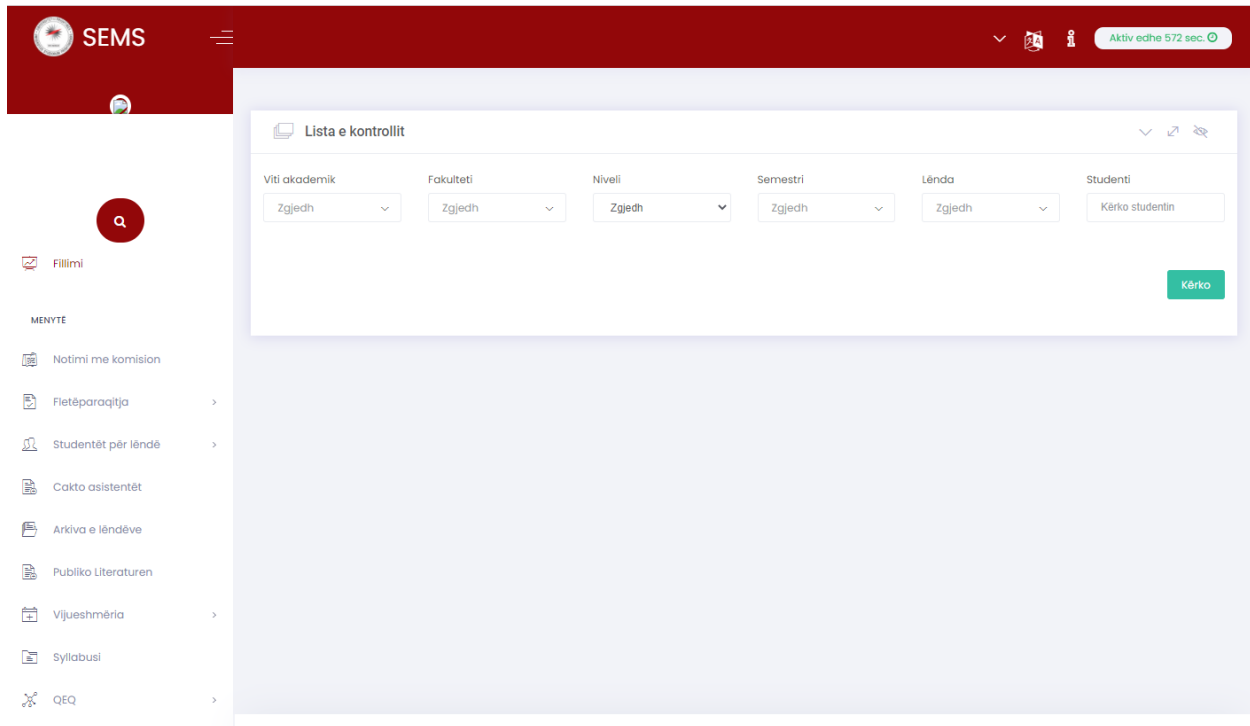 SEMS
Aktiv edhe 572 sec.
Lista e kontrollit
Viti akademik Fakulteti Niveli Semestri Lënda Studenti
Zgjedh Zgjedh Zgjedh Zgjedh Zgjedh Kërko studentin
Kërko
Fillimi
MENYTË
Notimi me komision
Fletëparaqitja
Studentët për lëndë
Cakto asistentët
Arkiva e lëndëve
Publiko Literaturen
Vijueshmëria
Syllabusi
QEQ